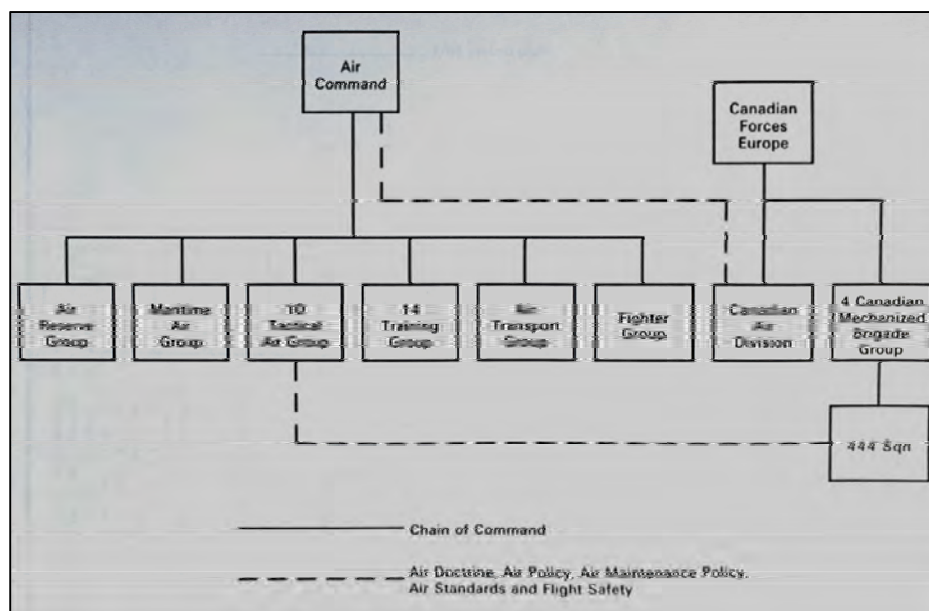 Air
Command
Canadian
Forces
Europe
Air
Reserve
Group
Maritime
Air
Group
10
Tactical
Air Group
14
Training
Group
Air
Transport
Group
Fighter
Group
Canadian
Air
Division
4 Canadian
Mechanized
Brigade
Group
444 Sqn
Chain of Command
Air Doctrine, Air Policy, Air Maintenance Policy,
Air Standards and Flight Safety